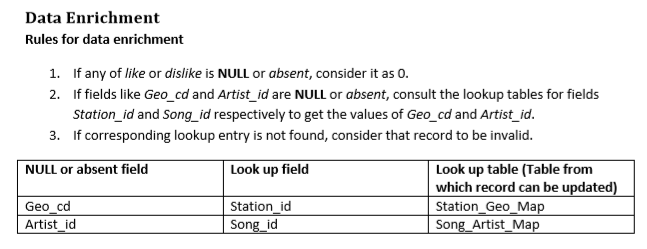 Data Enrichment
Rules for data enrichment
1. If any of like or dislike is NULL or absent, consider it as 0.
2. If fields like Geo_cd and Artist_id are NULL or absent, consult the lookup tables for fields
Station_id and Song_id respectively to get the values of Geo_cd and Artist_id.
3. If corresponding lookup entry is not found, consider that record to be invalid.
NULL or absent field Look up field Look up table (Table from
which record can be updated)
Geo_cd Station_id Station_Geo_Map
Artist_id Song_id Song_Artist_Map